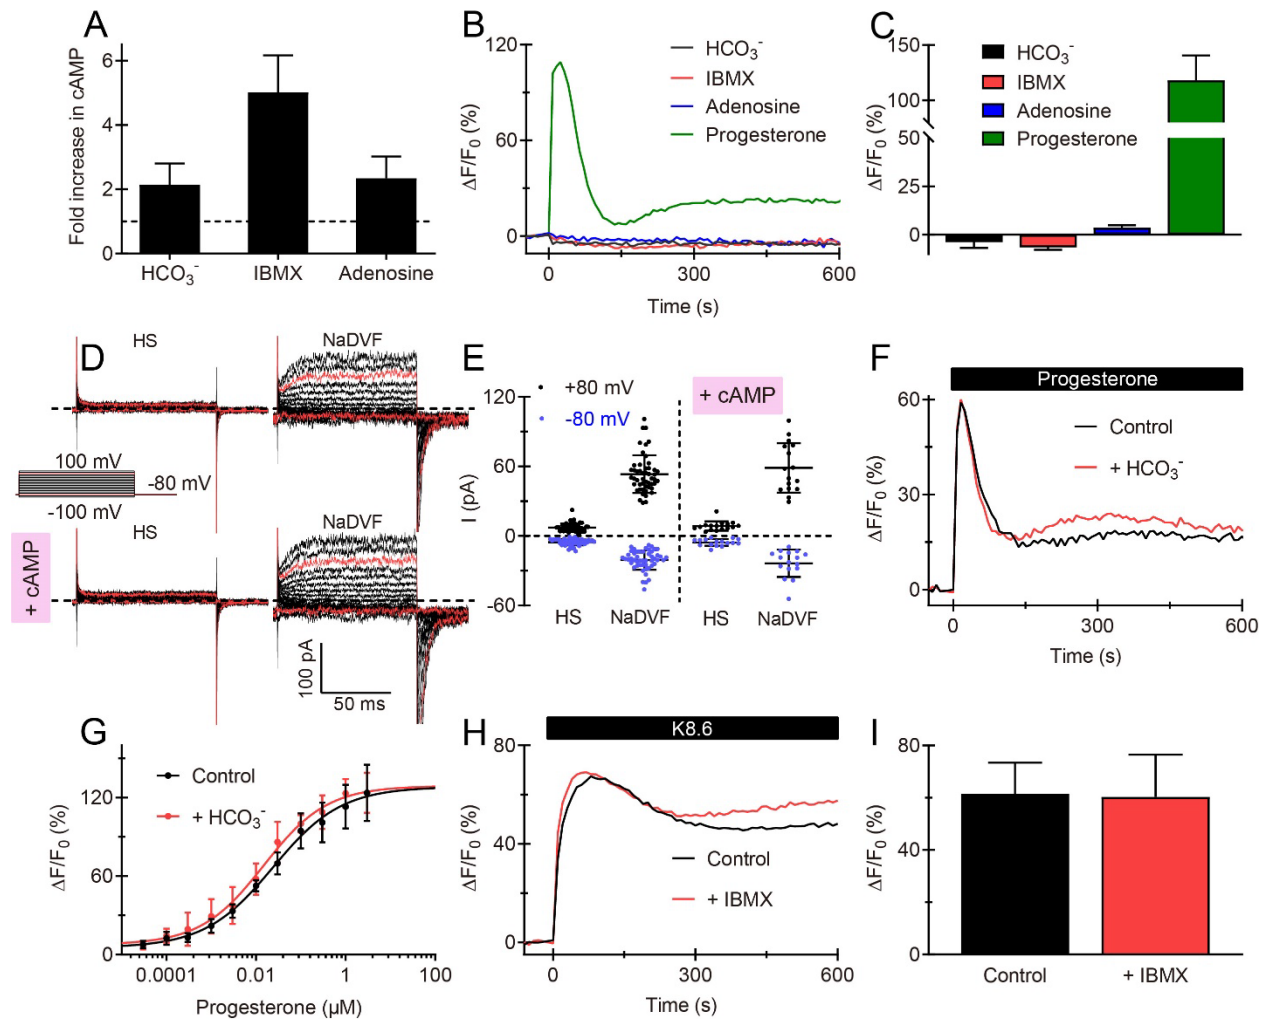 A
Fold increase in cAMP
6
4
2
0
HCO₃⁻
IBMX
Adenosine
B
ΔF/F₀ (%)
120
60
0
HCO₃⁻
IBMX
Adenosine
Progesterone
0
300
600
Time (s)
C
ΔF/F₀ (%)
150
100
50
25
0
HCO₃⁻
IBMX
Adenosine
Progesterone
D
HS
NaDVF
100 mV
-80 mV
-100 mV
+ cAMP
HS
NaDVF
100 pA
50 ms
E
I (pA)
120
60
0
-60
+80 mV
-80 mV
+ cAMP
HS
NaDVF
HS
NaDVF
F
Progesterone
ΔF/F₀ (%)
60
30
0
Control
+ HCO₃⁻
0
300
600
Time (s)
G
ΔF/F₀ (%)
120
60
0
Control
+ HCO₃⁻
0.0001
0.01
1
100
Progesterone (µM)
H
K8.6
ΔF/F₀ (%)
80
40
0
Control
+ IBMX
0
300
600
Time (s)
I
ΔF/F₀ (%)
80
40
0
Control
+ IBMX